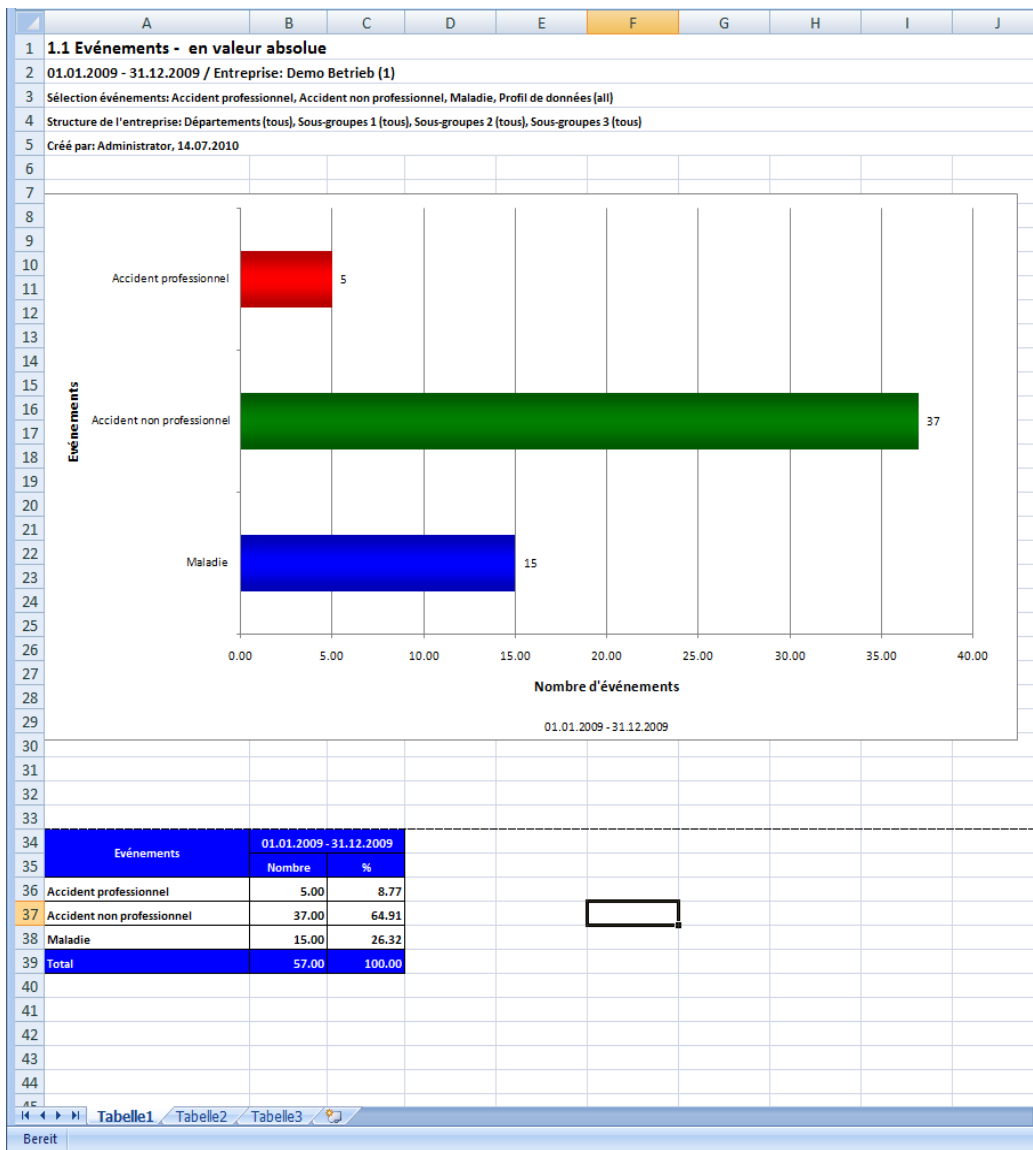 A B C D E F G H I J
1 1.1 Evénements - en valeur absolue
2 01.01.2009 - 31.12.2009 / Entreprise: Demo Betrieb (1)
3 Sélection événements: Accident professionnel, Accident non professionnel, Maladie, Profil de données (all)
4 Structure de l'entreprise: Départements (tous), Sous-groupes 1 (tous), Sous-groupes 2 (tous), Sous-groupes 3 (tous)
5 Créé par: Administrator, 14.07.2010
6
7
8
9
10
Accident professionnel 5
11
12
13
14
15
Evénements
16
Accident non professionnel 37
17
18
19
20
21
22
Maladie 15
23
24
25
26
0.00 5.00 10.00 15.00 20.00 25.00 30.00 35.00 40.00
27
Nombre d'événements
28
29
01.01.2009 - 31.12.2009
30
31
32
33
34 01.01.2009 - 31.12.2009
Evénements
35 Nombre %
36 Accident professionnel 5.00 8.77
37 Accident non professionnel 37.00 64.91
38 Maladie 15.00 26.32
39 Total 57.00 100.00
40
41
42
43
44
45
Tabelle1 Tabelle2 Tabelle3
Bereit